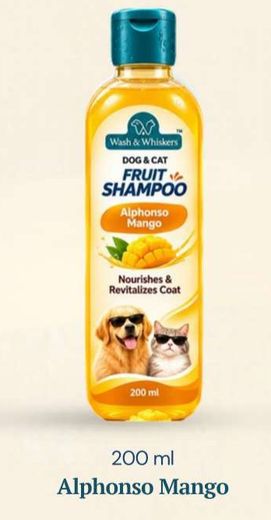 Wash & Whiskers
™
DOG & CAT
FRUIT
SHAMPOO
Alphonso
Mango
Nourishes &
Revitalizes Coat
200 ml
200 ml
Alphonso Mango